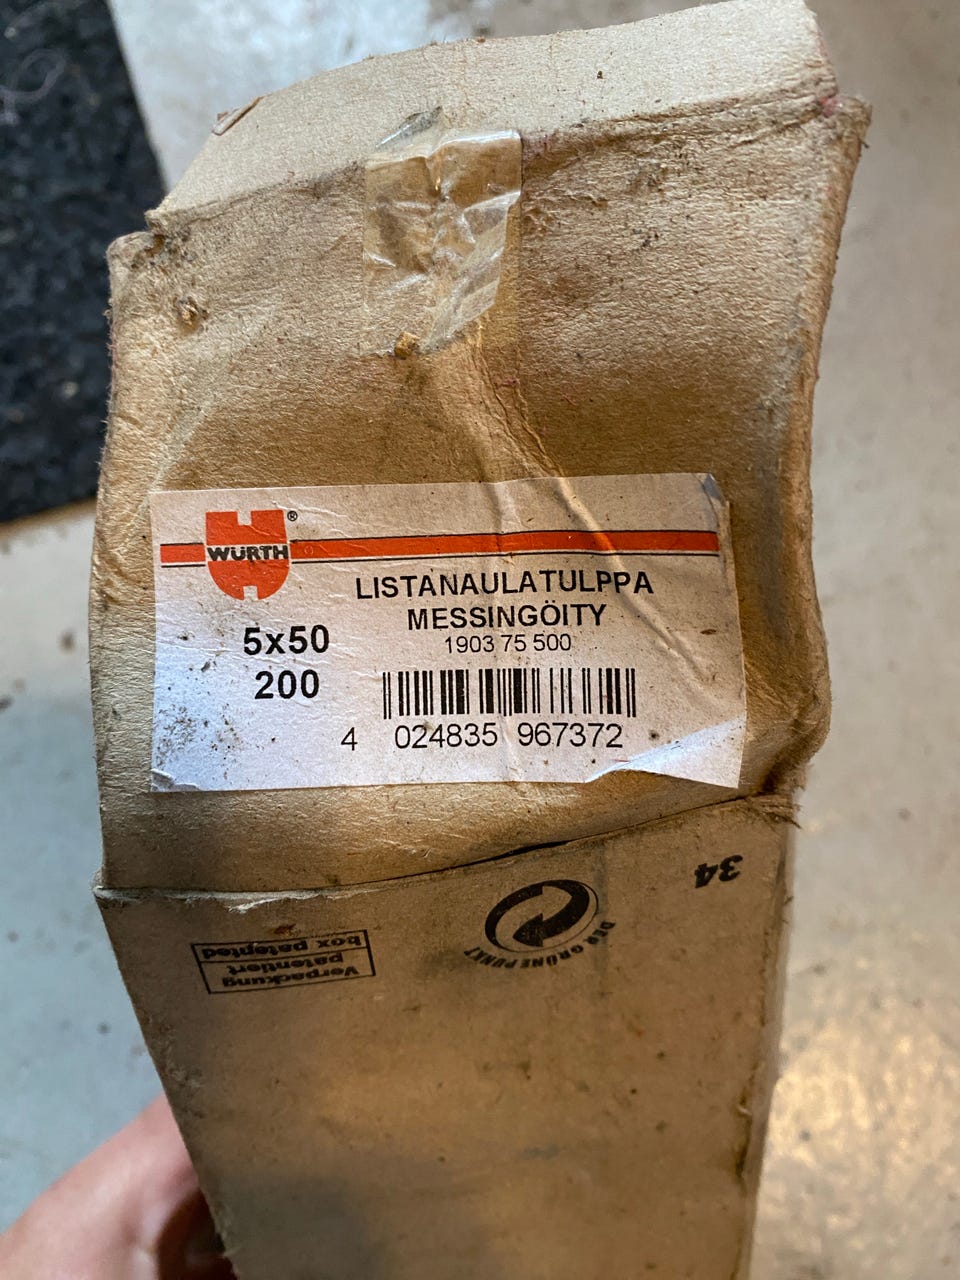 WÜRTH®
LISTANAULATULPPA
MESSINGÖITY
1903 75 500
5x50
200
4 024835 967372
34
DER GRÜNE PUNKT
Verpackung
patentiert
box patented